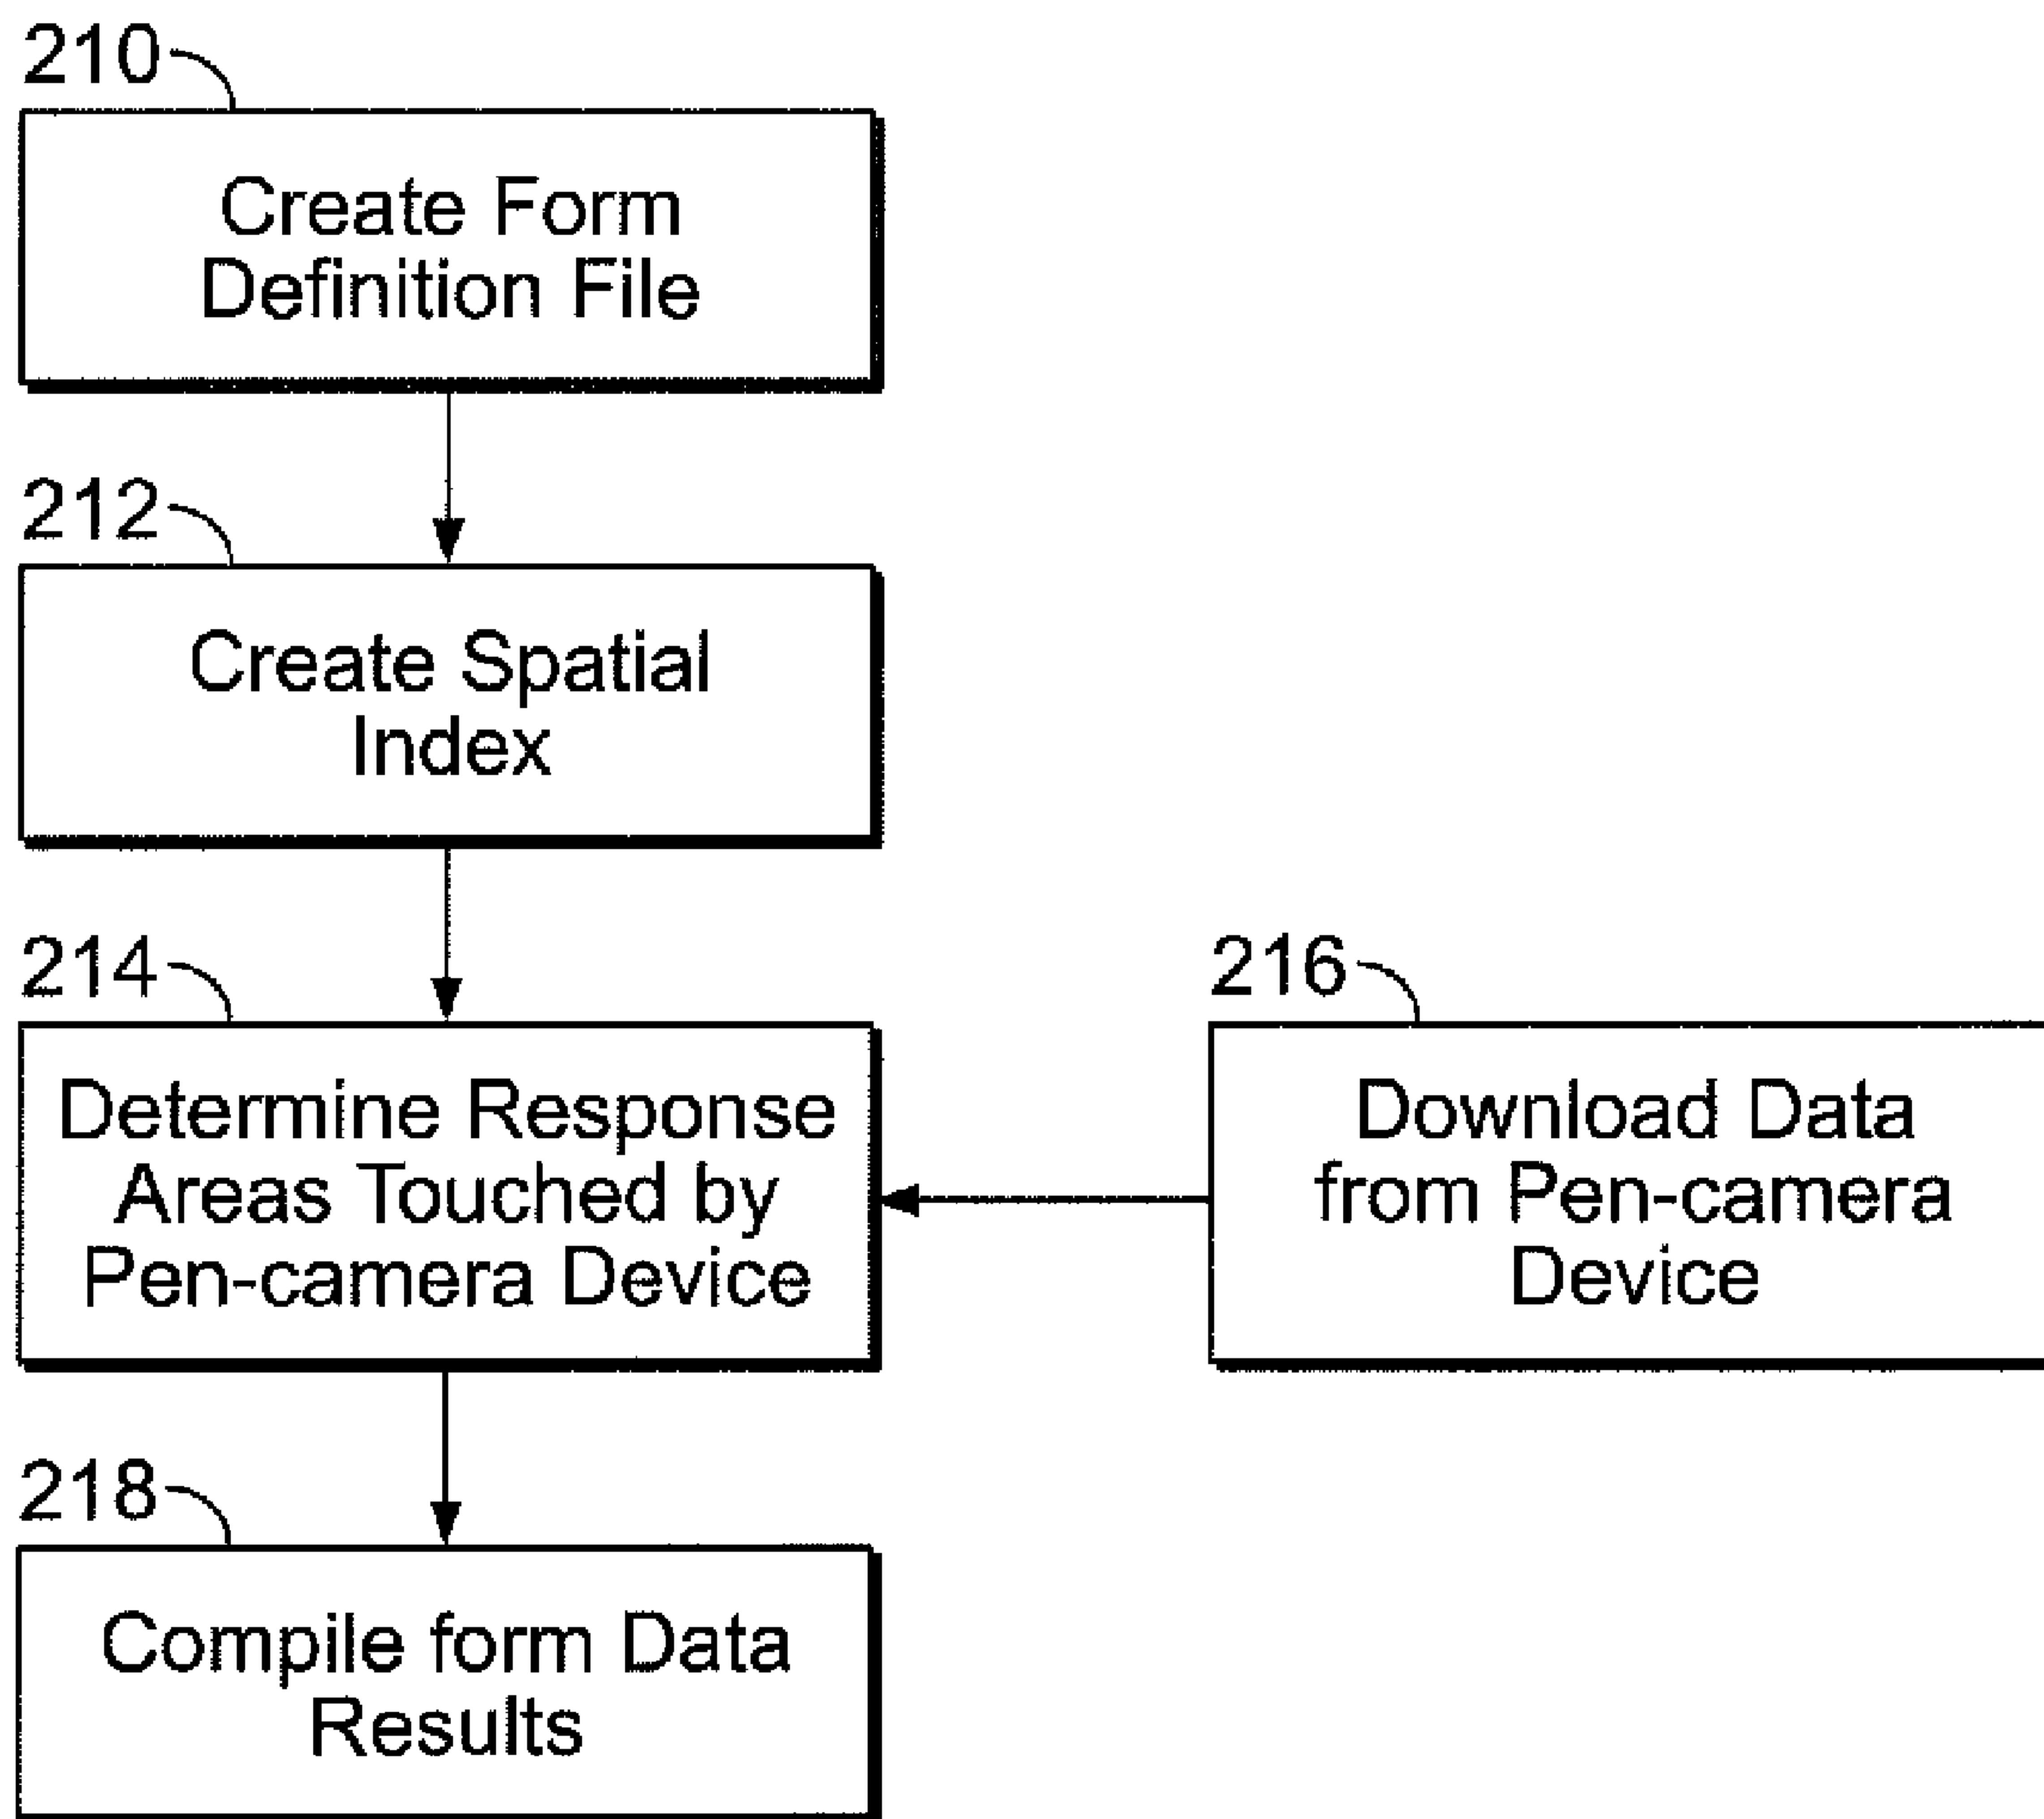 210
Create Form
Definition File
212
Create Spatial
Index
214
Determine Response
Areas Touched by
Pen-camera Device
216
Download Data
from Pen-camera
Device
218
Compile form Data
Results